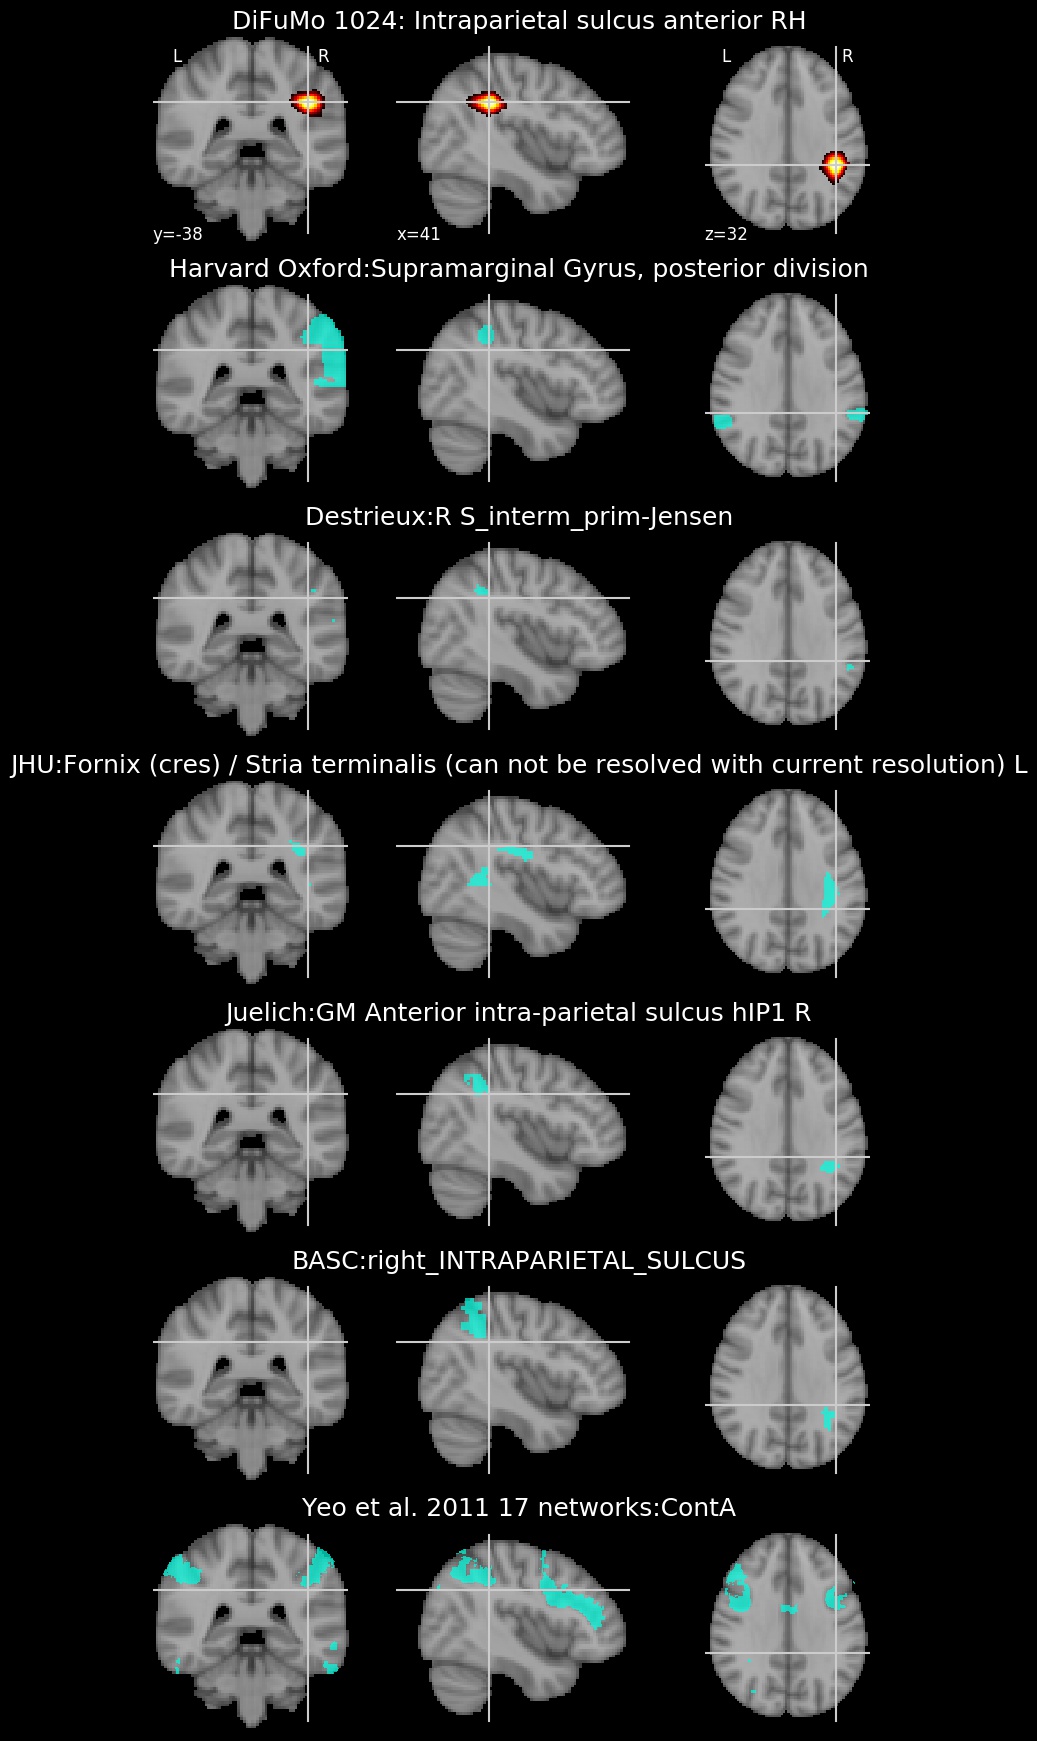 DiFuMo 1024: Intraparietal sulcus anterior RH
L R L R
y=-38 x=41 z=32
Harvard Oxford:Supramarginal Gyrus, posterior division
Destrieux:R S_interm_prim-Jensen
JHU:Fornix (cres) / Stria terminalis (can not be resolved with current resolution) L
Juelich:GM Anterior intra-parietal sulcus hIP1 R
BASC:right_INTRAPARIETAL_SULCUS
Yeo et al. 2011 17 networks:ContA